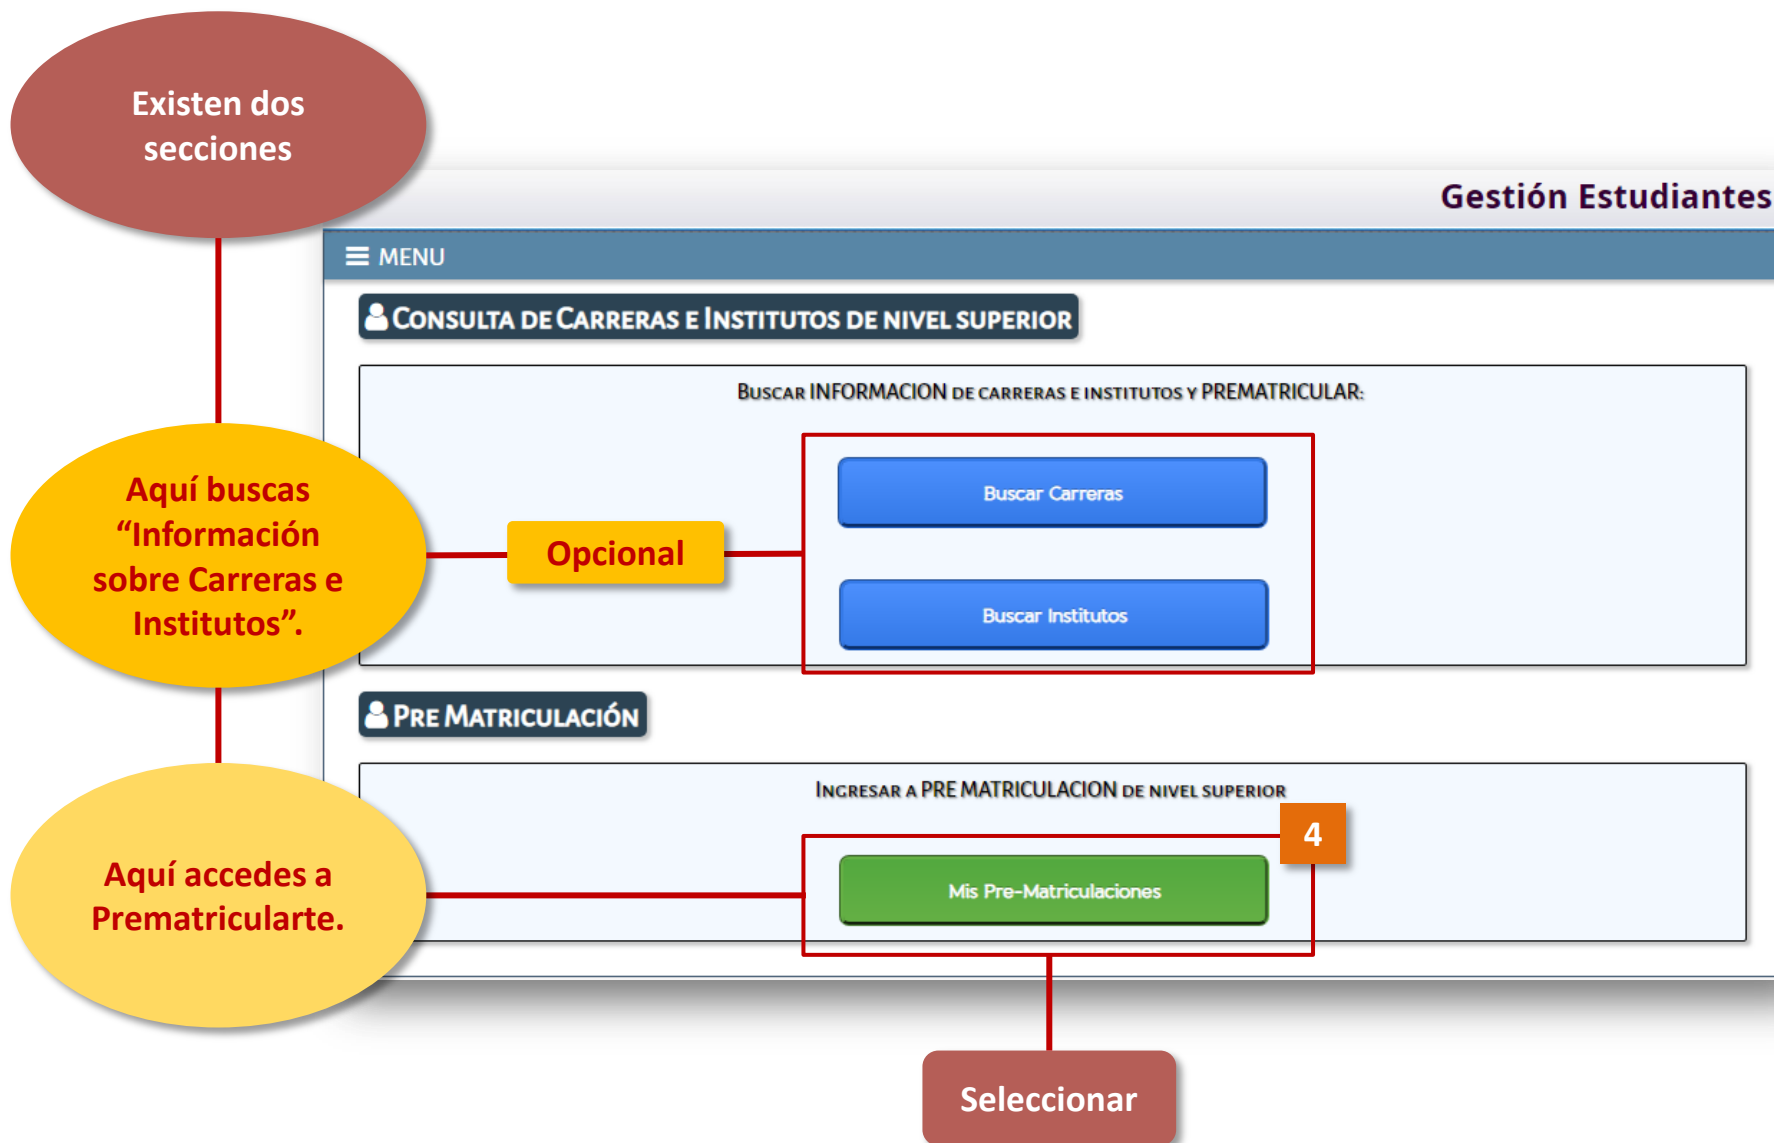 Existen dos
secciones
Gestión Estudiantes
MENU
Consulta de Carreras e Institutos de nivel superior
Buscar INFORMACION de carreras e institutos y PREMATRICULAR:
Buscar Carreras
Aquí buscas
“Información
sobre Carreras e
Institutos”.
Opcional
Buscar Institutos
Pre Matriculación
Ingresar a PRE MATRICULACION de nivel superior
4
Aquí accedes a
Prematricularte.
Mis Pre-Matriculaciones
Seleccionar